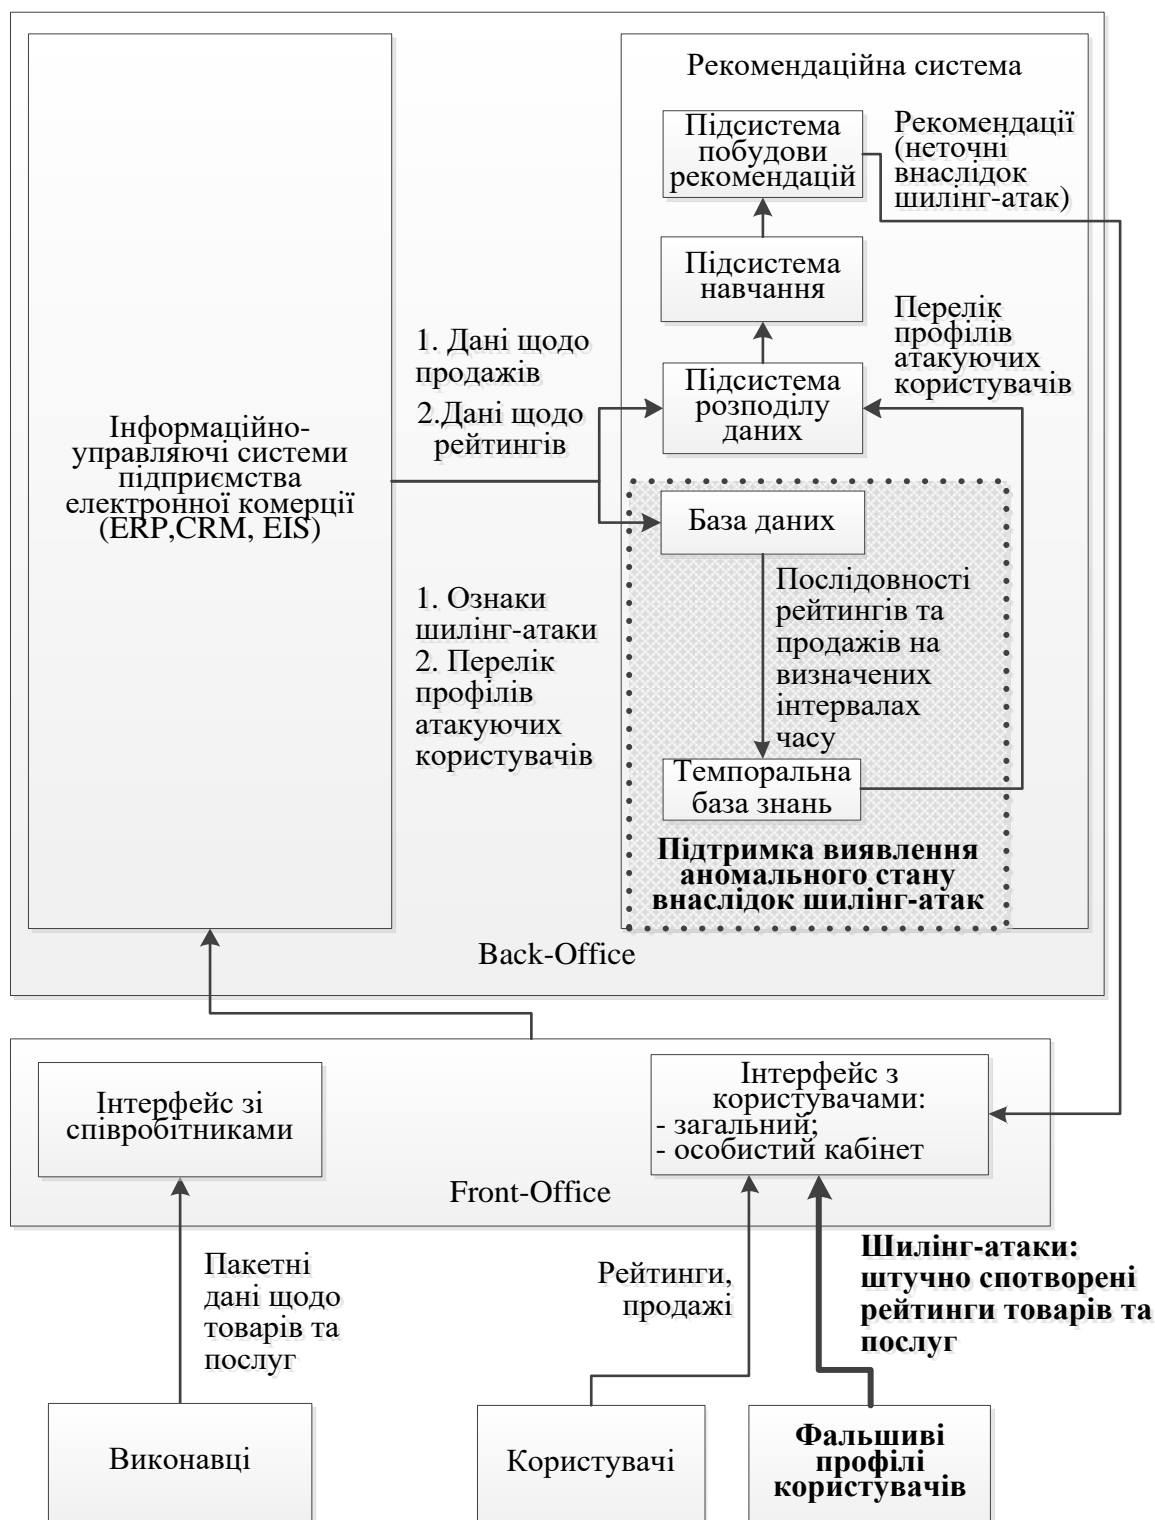 Рекомендаційна система
Підсистема
побудови
рекомендацій
Рекомендації
(неточні
внаслідок
шилінг-атак)
Підсистема
навчання
Перелік
профілів
атакуючих
користувачів
1. Дані щодо
продажів
2.Дані щодо
рейтингів
Підсистема
розподілу
даних
Інформаційно-
управляючі системи
підприємства
електронної комерції
(ERP,CRM, EIS)
База даних
1. Ознаки
шилінг-атаки
2. Перелік
профілів
атакуючих
користувачів
Послідовності
рейтингів та
продажів на
визначених
інтервалах
часу
Темпоральна
база знань
Підтримка виявлення
аномального стану
внаслідок шилінг-атак
Back-Office
Інтерфейс зі
співробітниками
Інтерфейс з
користувачами:
- загальний;
- особистий кабінет
Front-Office
Пакетні
дані щодо
товарів та
послуг
Рейтинги,
продажі
Шилінг-атаки:
штучно спотворені
рейтинги товарів та
послуг
Виконавці
Користувачі
Фальшиві
профілі
користувачів